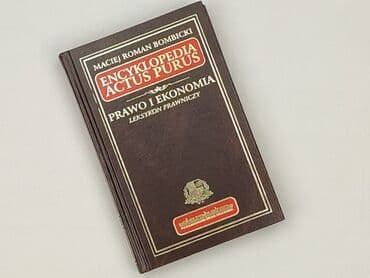 MACIEJ ROMAN BOMBICKI
ENCYKLOPEDIA
ACTUS PURUS
PRAWO I EKONOMIA
LEKSYKON PRAWNICZY